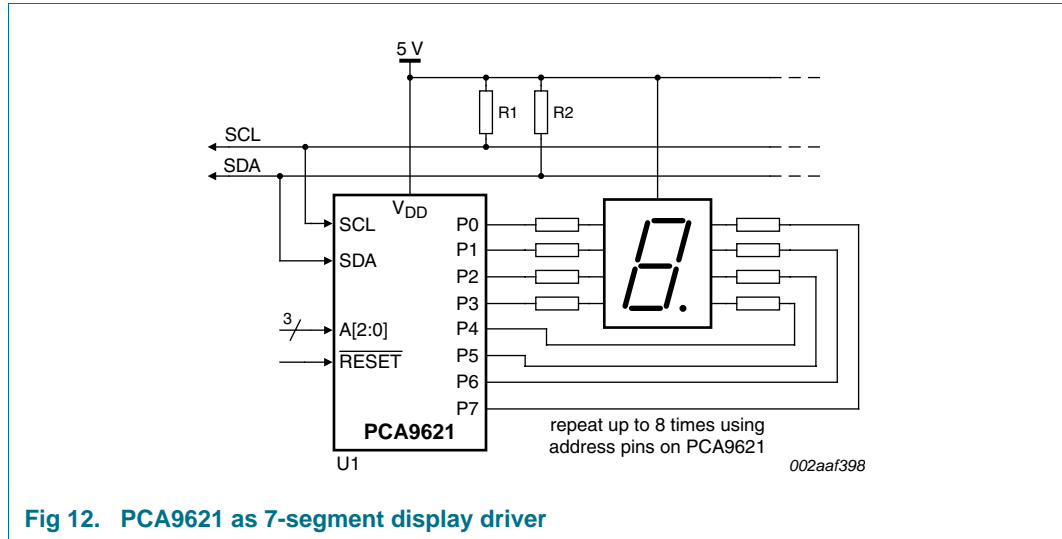 5 V
R1
R2
SCL
SDA
VDD
SCL
SDA
3
A[2:0]
RESET
P0
P1
P2
P3
P4
P5
P6
P7
PCA9621
U1
repeat up to 8 times using
address pins on PCA9621
002aaf398
Fig 12. PCA9621 as 7-segment display driver